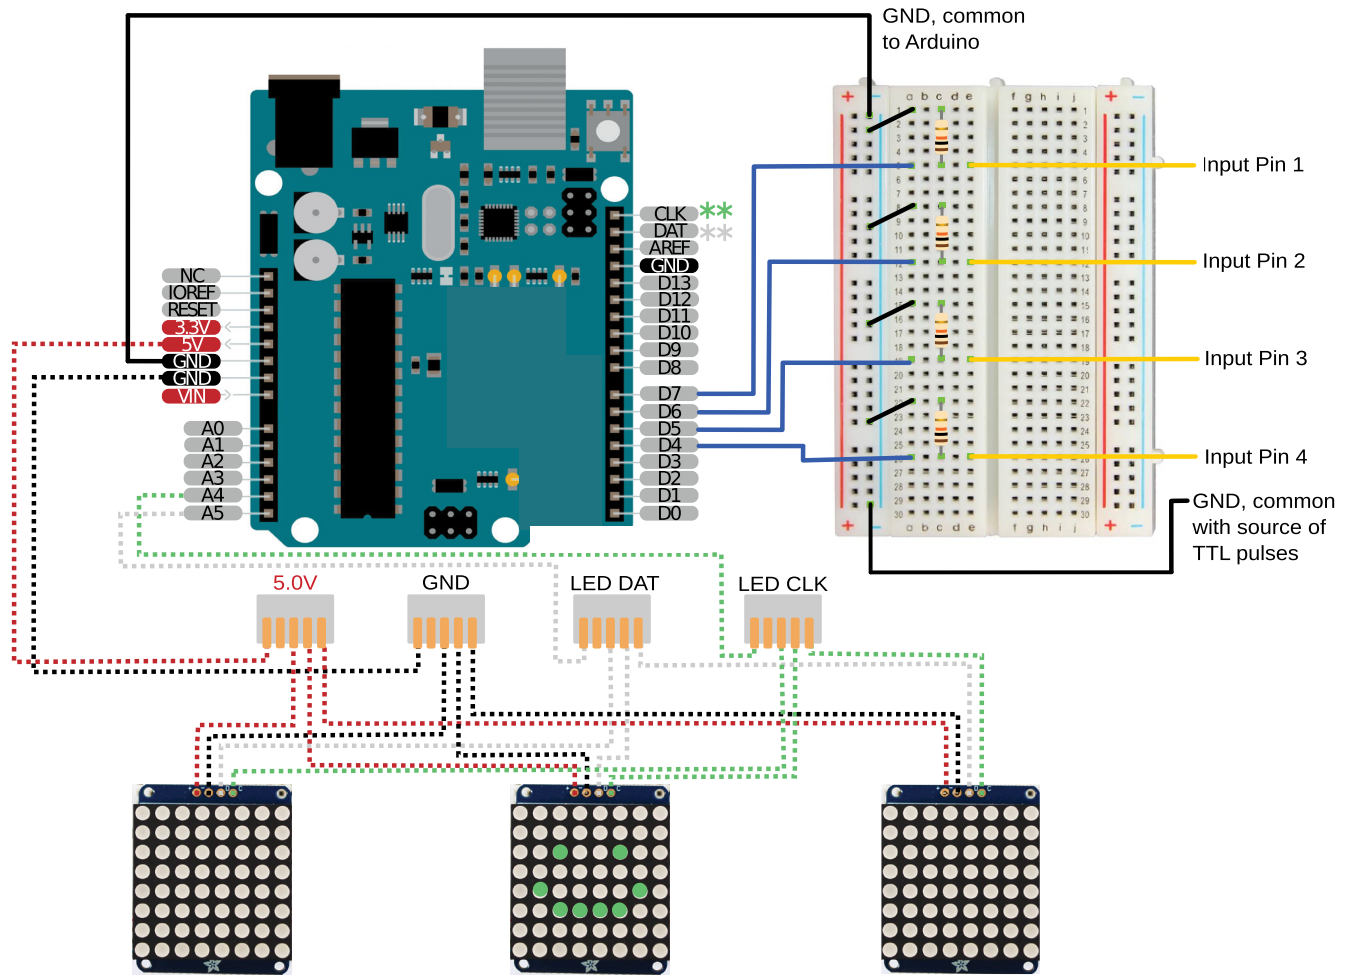 GND, common
to Arduino
+ − a b c d e f g h i j + −
Input Pin 1
Input Pin 2
Input Pin 3
Input Pin 4
GND, common
with source of
TTL pulses
+ − a b c d e f g h i j + −
CLK **
DAT **
AREF
GND
D13
D12
D11
D10
D9
D8
D7
D6
D5
D4
D3
D2
D1
D0
NC
IOREF
RESET
3.3V
5V
GND
GND
VIN
A0
A1
A2
A3
A4
A5
5.0V
GND
LED DAT
LED CLK